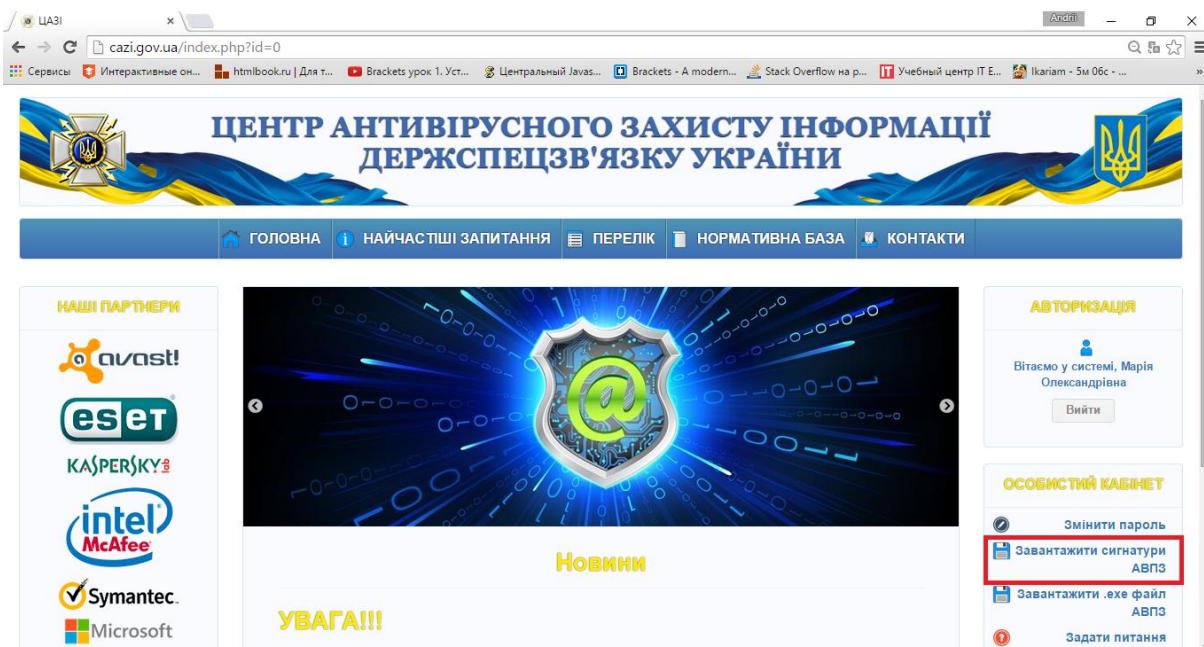 ЦАЗІ
Andrii
cazi.gov.ua/index.php?id=0
Сервисы
Интерактивные он...
htmlbook.ru | Для т...
Brackets урок 1. Уст...
Центральный Javas...
Brackets - A modern...
Stack Overflow на р...
Учебный центр IT E...
Ikariam - 5м 06с - ...
»
ЦЕНТР АНТИВІРУСНОГО ЗАХИСТУ ІНФОРМАЦІЇ
ДЕРЖСПЕЦЗВ'ЯЗКУ УКРАЇНИ
ГОЛОВНА
НАЙЧАСТІШІ ЗАПИТАННЯ
ПЕРЕЛІК
НОРМАТИВНА БАЗА
КОНТАКТИ
НАШІ ПАРТНЕРИ
avast!
eseT
KASPERSKY lab
intel
McAfee
Symantec.
Microsoft
@
Новини
УВАГА!!!
АВТОРИЗАЦІЯ
Вітаємо у системі, Марія
Олександрівна
Вийти
ОСОБИСТИЙ КАБІНЕТ
Змінити пароль
Завантажити сигнатури
АВПЗ
Завантажити .exe файл
АВПЗ
Задати питання